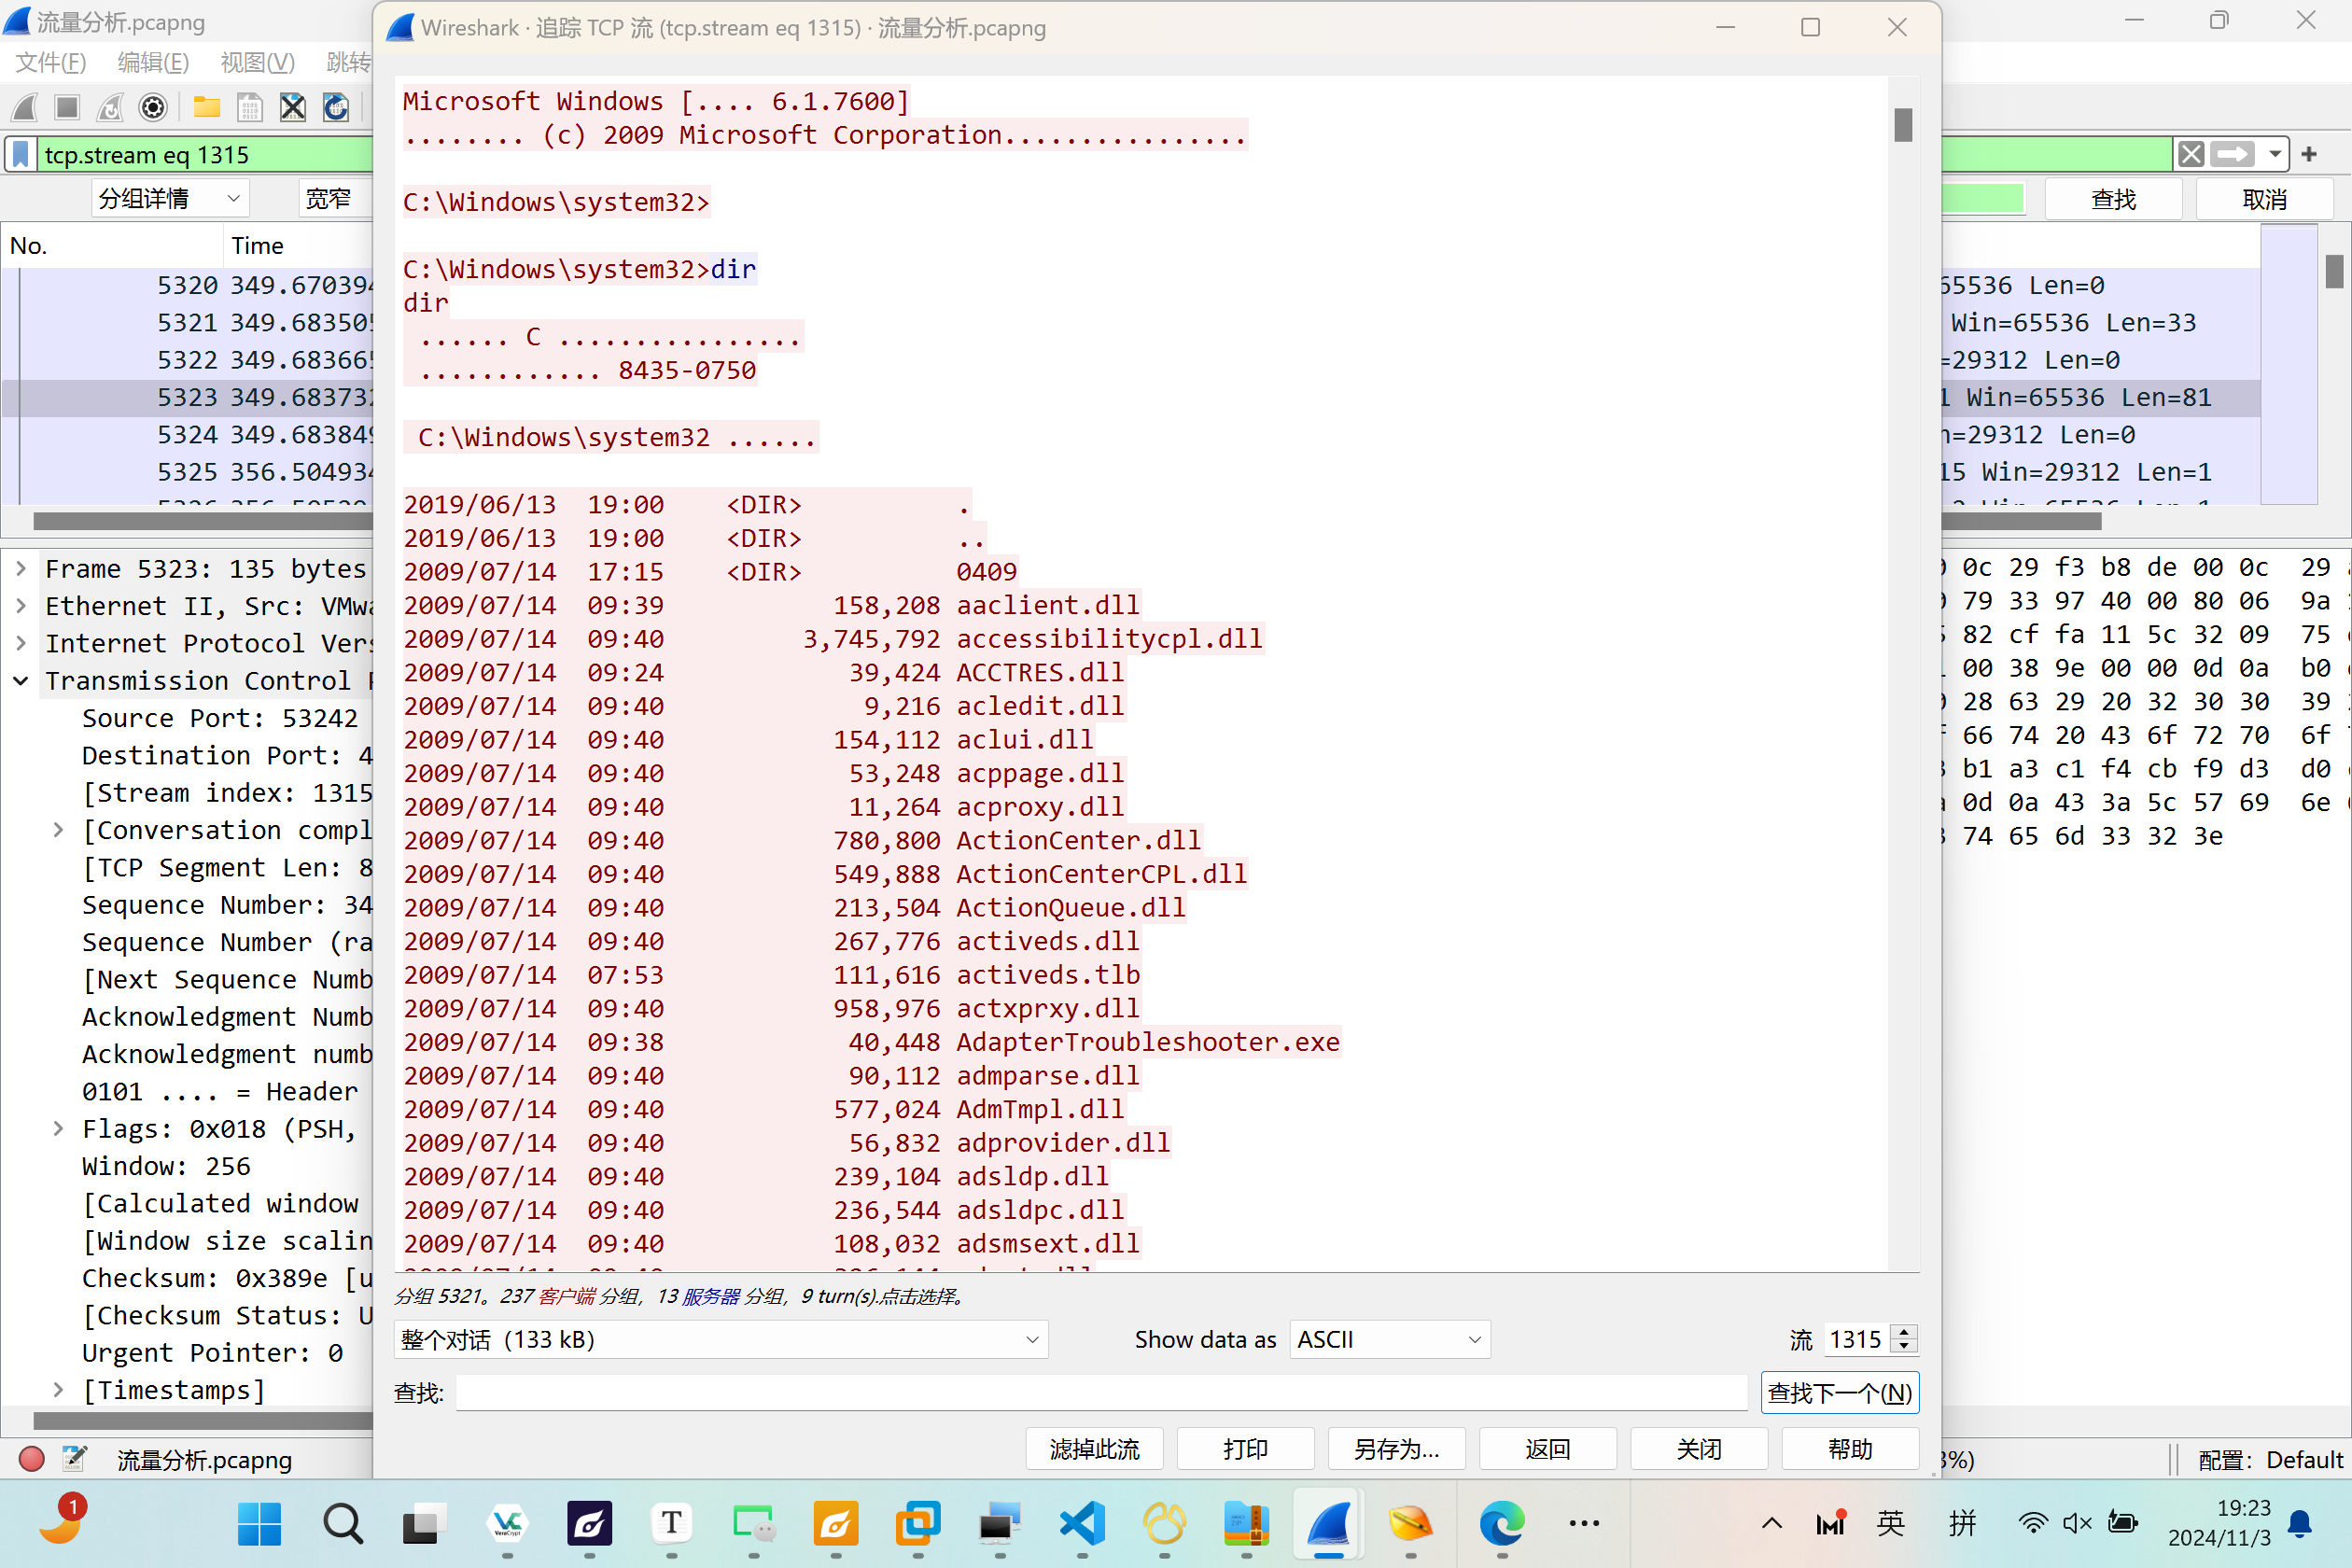 流量分析.pcapng
Wireshark · 追踪 TCP 流 (tcp.stream eq 1315) · 流量分析.pcapng
文件(F) 编辑(E) 视图(V) 跳转
tcp.stream eq 1315
分组详情 宽窄 查找 取消
No. Time
5320 349.670394 65536 Len=0
5321 349.683505 Win=65536 Len=33
5322 349.683665 =29312 Len=0
5323 349.683732 1 Win=65536 Len=81
5324 349.683849 =29312 Len=0
5325 356.504934 15 Win=29312 Len=1
Frame 5323: 135 bytes
Ethernet II, Src: VMwa
Internet Protocol Vers
Transmission Control P
Source Port: 53242
Destination Port: 4
[Stream index: 1315
[Conversation compl
[TCP Segment Len: 8
Sequence Number: 34
Sequence Number (ra
[Next Sequence Numb
Acknowledgment Numb
Acknowledgment numb
0101 .... = Header
Flags: 0x018 (PSH,
Window: 256
[Calculated window
[Window size scalin
Checksum: 0x389e [u
[Checksum Status: U
Urgent Pointer: 0
[Timestamps]
Microsoft Windows [.... 6.1.7600]
........ (c) 2009 Microsoft Corporation................
C:\Windows\system32>
C:\Windows\system32>dir
dir
...... C ................
............ 8435-0750
C:\Windows\system32 ......
2019/06/13  19:00    <DIR>          .
2019/06/13  19:00    <DIR>          ..
2009/07/14  17:15    <DIR>          0409
2009/07/14  09:39           158,208 aaclient.dll
2009/07/14  09:40         3,745,792 accessibilitycpl.dll
2009/07/14  09:24            39,424 ACCTRES.dll
2009/07/14  09:40             9,216 acledit.dll
2009/07/14  09:40           154,112 aclui.dll
2009/07/14  09:40            53,248 acppage.dll
2009/07/14  09:40            11,264 acproxy.dll
2009/07/14  09:40           780,800 ActionCenter.dll
2009/07/14  09:40           549,888 ActionCenterCPL.dll
2009/07/14  09:40           213,504 ActionQueue.dll
2009/07/14  09:40           267,776 activeds.dll
2009/07/14  07:53           111,616 activeds.tlb
2009/07/14  09:40           958,976 actxprxy.dll
2009/07/14  09:38            40,448 AdapterTroubleshooter.exe
2009/07/14  09:40            90,112 admparse.dll
2009/07/14  09:40           577,024 AdmTmpl.dll
2009/07/14  09:40            56,832 adprovider.dll
2009/07/14  09:40           239,104 adsldp.dll
2009/07/14  09:40           236,544 adsldpc.dll
2009/07/14  09:40           108,032 adsmsext.dll
0c 29 f3 b8 de 00 0c 29
79 33 97 40 00 80 06 9a
82 cf fa 11 5c 32 09 75
00 38 9e 00 00 0d 0a b0
28 63 29 20 32 30 30 39
66 74 20 43 6f 72 70 6f
b1 a3 c1 f4 cb f9 d3 d0
0d 0a 43 3a 5c 57 69 6e
74 65 6d 33 32 3e
分组 5321。237 客户端 分组，13 服务器 分组，9 turn(s).点击选择。
整个对话（133 kB） Show data as ASCII 流 1315
查找: 查找下一个(N)
滤掉此流 打印 另存为... 返回 关闭 帮助
流量分析.pcapng 3%) 配置：Default
1 VC VeraCrypt T ZIP 英 拼 19:23
2024/11/3